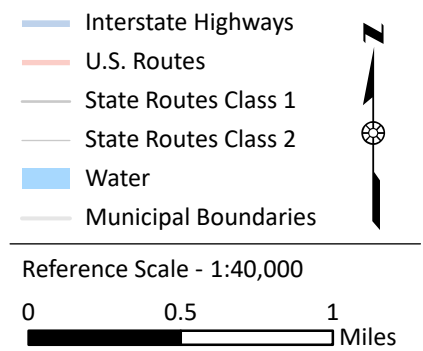 Interstate Highways
U.S. Routes
State Routes Class 1
State Routes Class 2
Water
Municipal Boundaries
N
Reference Scale - 1:40,000
0 0.5 1
Miles